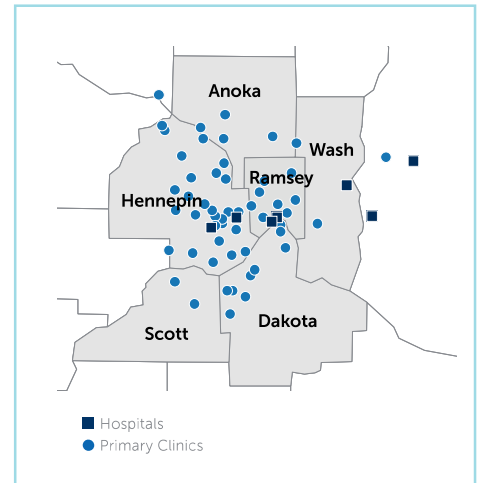 Anoka
Wash
Ramsey
Hennepin
Dakota
Scott
Hospitals
Primary Clinics